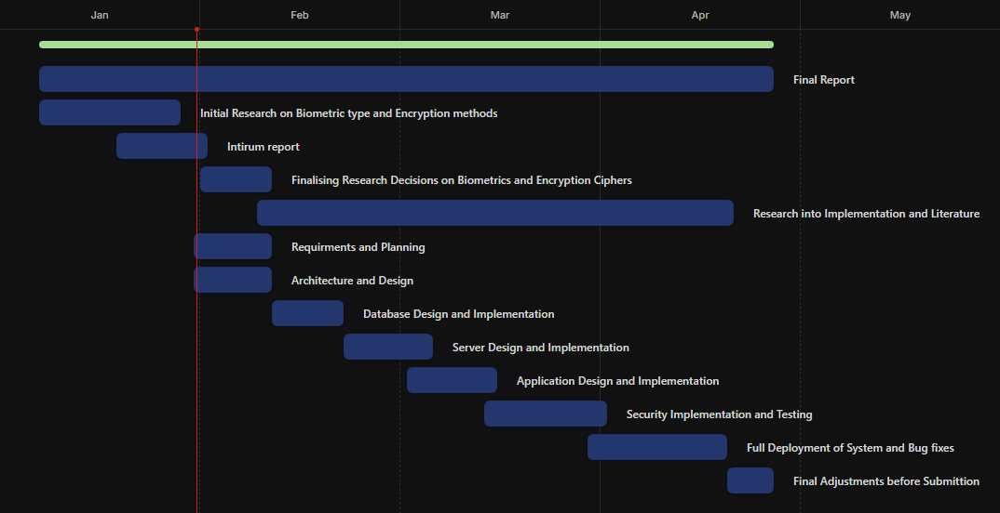 Jan
Feb
Mar
Apr
May
Final Report
Initial Research on Biometric type and Encryption methods
Intirum report
Finalising Research Decisions on Biometrics and Encryption Ciphers
Research into Implementation and Literature
Requirments and Planning
Architecture and Design
Database Design and Implementation
Server Design and Implementation
Application Design and Implementation
Security Implementation and Testing
Full Deployment of System and Bug fixes
Final Adjustments before Submittion